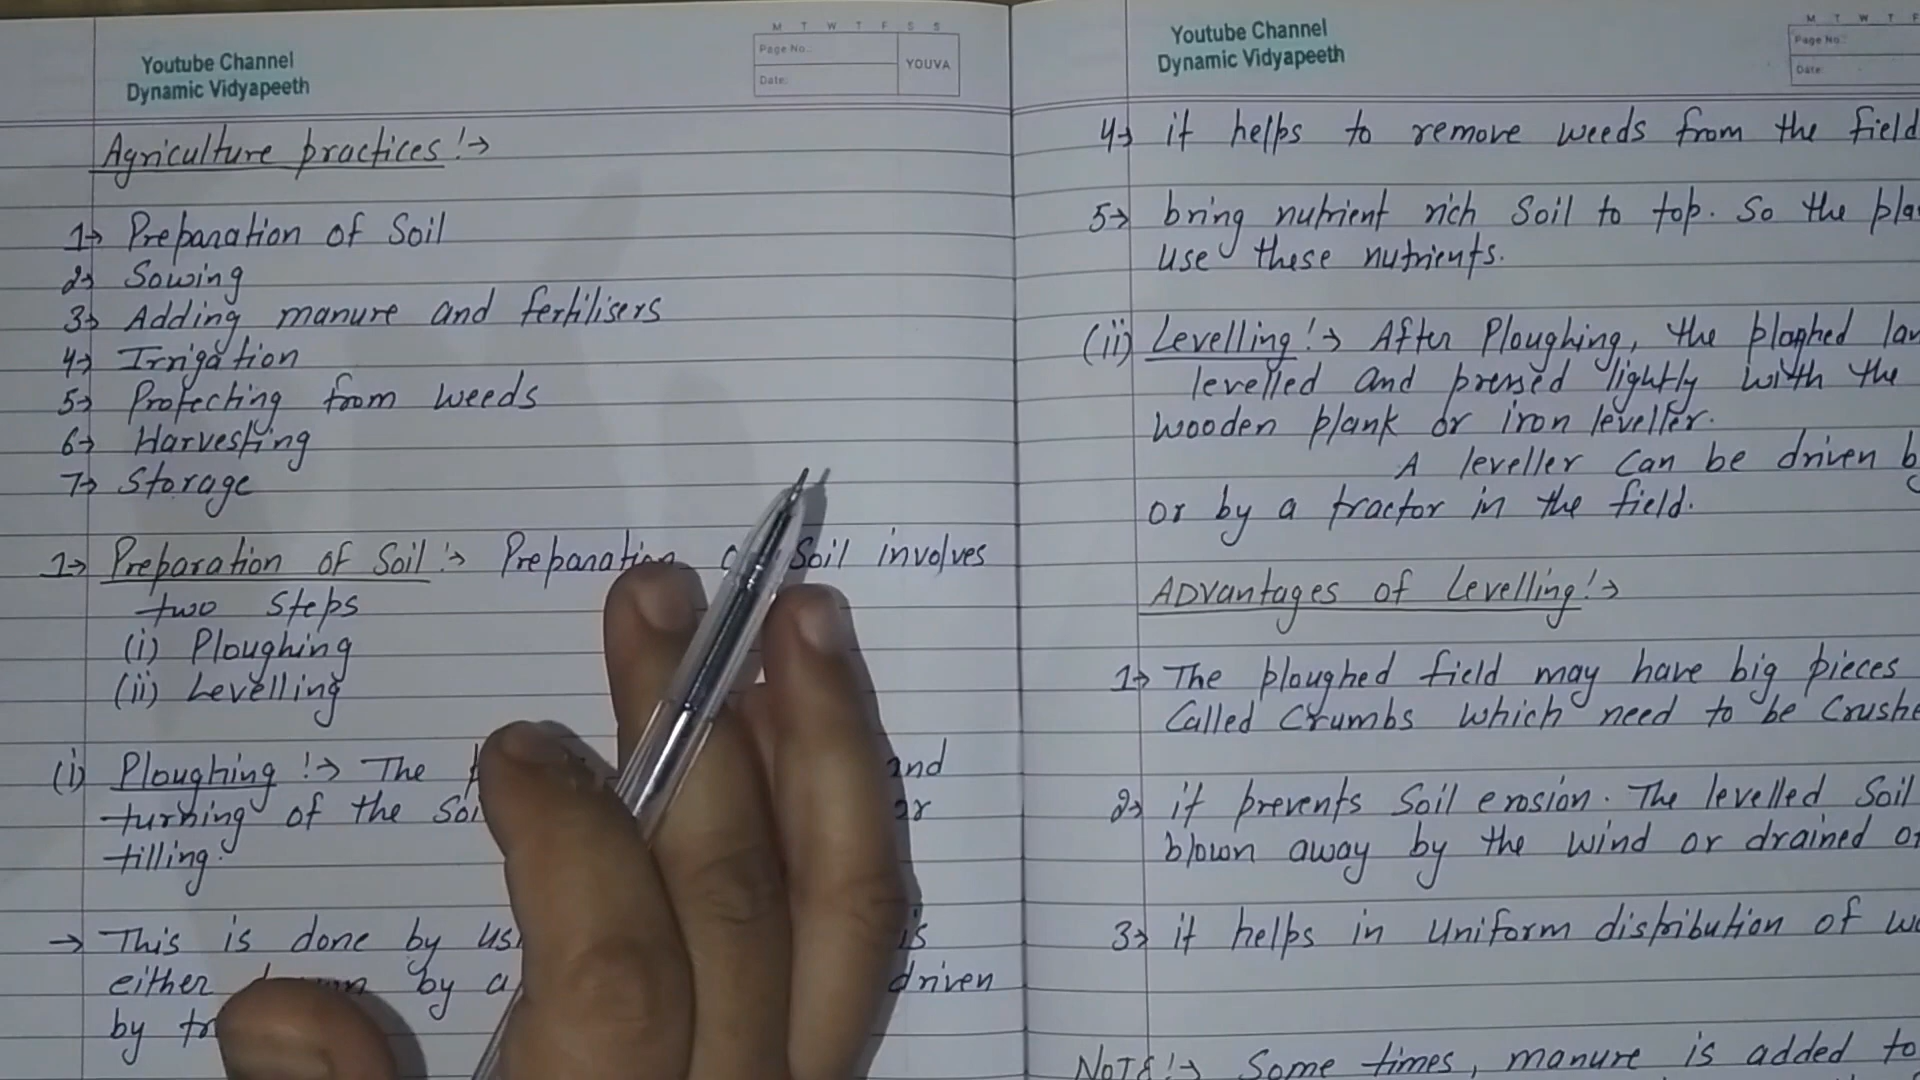 Youtube Channel
Dynamic Vidyapeeth
M T W T F S S
Page No.:
Date:
YOUVA
Agriculture practices :→
1→ Preparation of Soil
2→ Sowing
3→ Adding manure and fertilisers
4→ Irrigation
5→ Protecting from weeds
6→ Harvesting
7→ Storage
1→ Preparation of Soil :→ Preparation Soil involves
two steps
(i) Ploughing
(ii) Levelling
(i) Ploughing :→ The and
turning of the
tilling.
→ This is done by is
either by a driven
by
Youtube Channel
Dynamic Vidyapeeth
M T W T F
Page No.:
Date:
4→ it helps to remove weeds from the field
5→ bring nutrient rich Soil to top. So the
use these nutrients.
(ii) Levelling :→ After Ploughing, the ploghed
levelled and pressed lightly with the
wooden plank or iron leveller.
A leveller can be driven
or by a tractor in the field.
Advantages of Levelling :→
1→ The ploughed field may have big pieces
Called Crumbs which need to be
2→ it prevents Soil erosion. The levelled Soil
blown away by the wind or drained
3→ it helps in uniform distribution of
NOTE :→ Some times, manure is added to